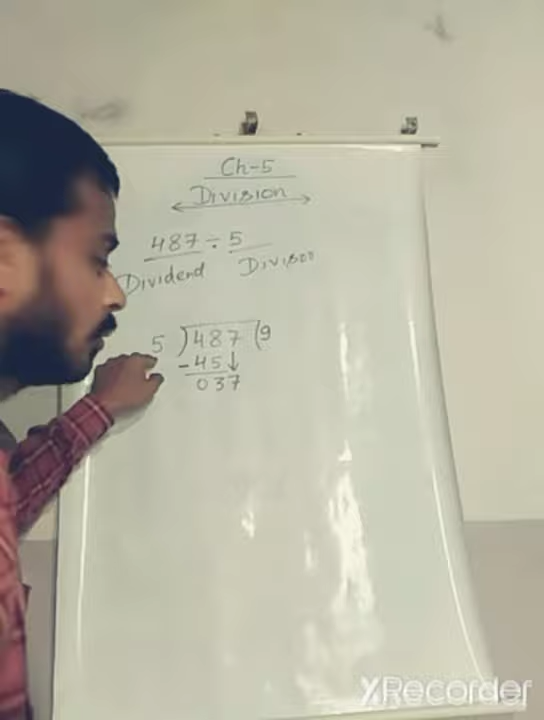 Ch-5
Division
487 ÷ 5
Dividend Divisor
5 ) 487 ( 9
- 45 ↓
037
XRecorder